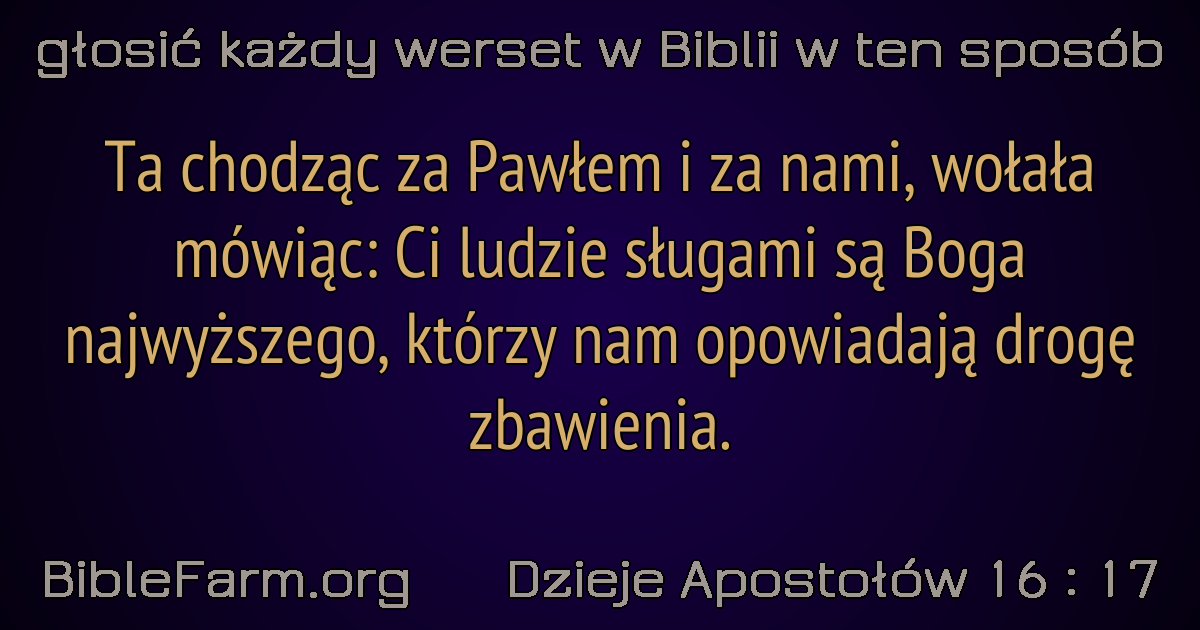 głosić każdy werset w Biblii w ten sposób
Ta chodząc za Pawłem i za nami, wołała
mówiąc: Ci ludzie sługami są Boga
najwyższego, którzy nam opowiadają drogę
zbawienia.
BibleFarm.org Dzieje Apostołów 16 : 17